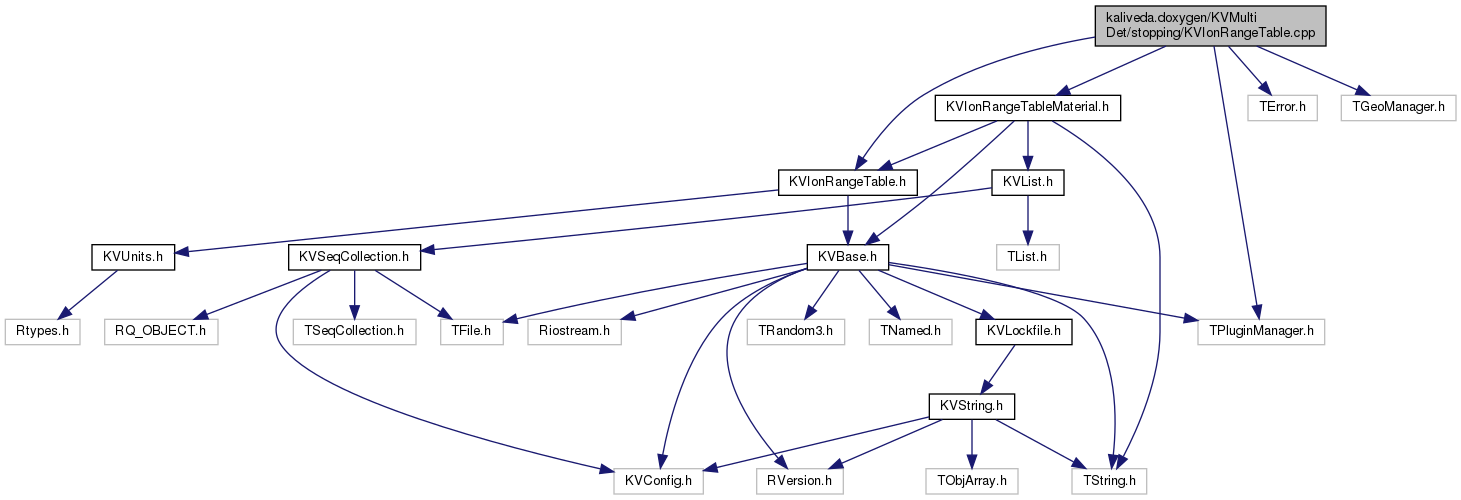 kaliveda.doxygen/KVMulti
Det/stopping/KVIonRangeTable.cpp
KVIonRangeTableMaterial.h
TError.h
TGeoManager.h
KVIonRangeTable.h
KVList.h
KVUnits.h
KVSeqCollection.h
KVBase.h
TList.h
Rtypes.h
RQ_OBJECT.h
TSeqCollection.h
TFile.h
Riostream.h
TRandom3.h
TNamed.h
KVLockfile.h
TPluginManager.h
KVString.h
KVConfig.h
RVersion.h
TObjArray.h
TString.h